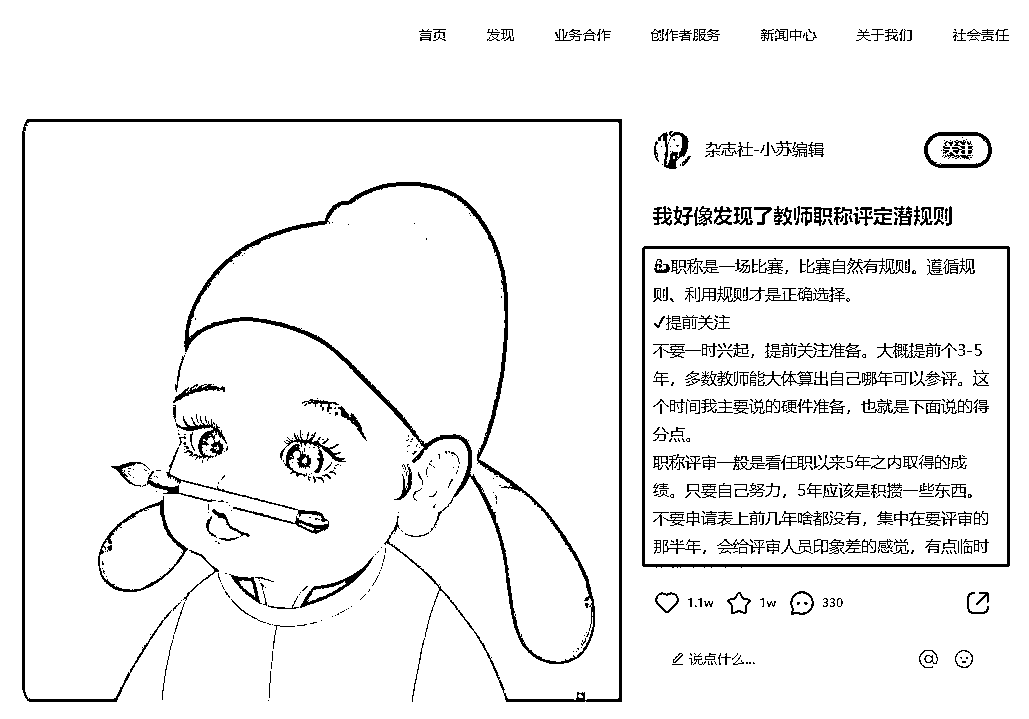 首页 发现 业务合作 创作者服务 新闻中心 关于我们 社会责任
杂志社-小苏编辑
关注
我好像发现了教师职称评定潜规则
💪职称是一场比赛，比赛自然有规则。遵循规
则、利用规则才是正确选择。
✓提前关注
不要一时兴起，提前关注准备。大概提前个3-5
年，多数教师能大体算出自己哪年可以参评。这
个时间我主要说的硬件准备，也就是下面说的得
分点。
职称评审一般是看任职以来5年之内取得的成
绩。只要自己努力，5年应该是积攒一些东西。
不要申请表上前几年啥都没有，集中在要评审的
那半年，会给评审人员印象差的感觉，有点临时
1.1w 1w 330
说点什么...